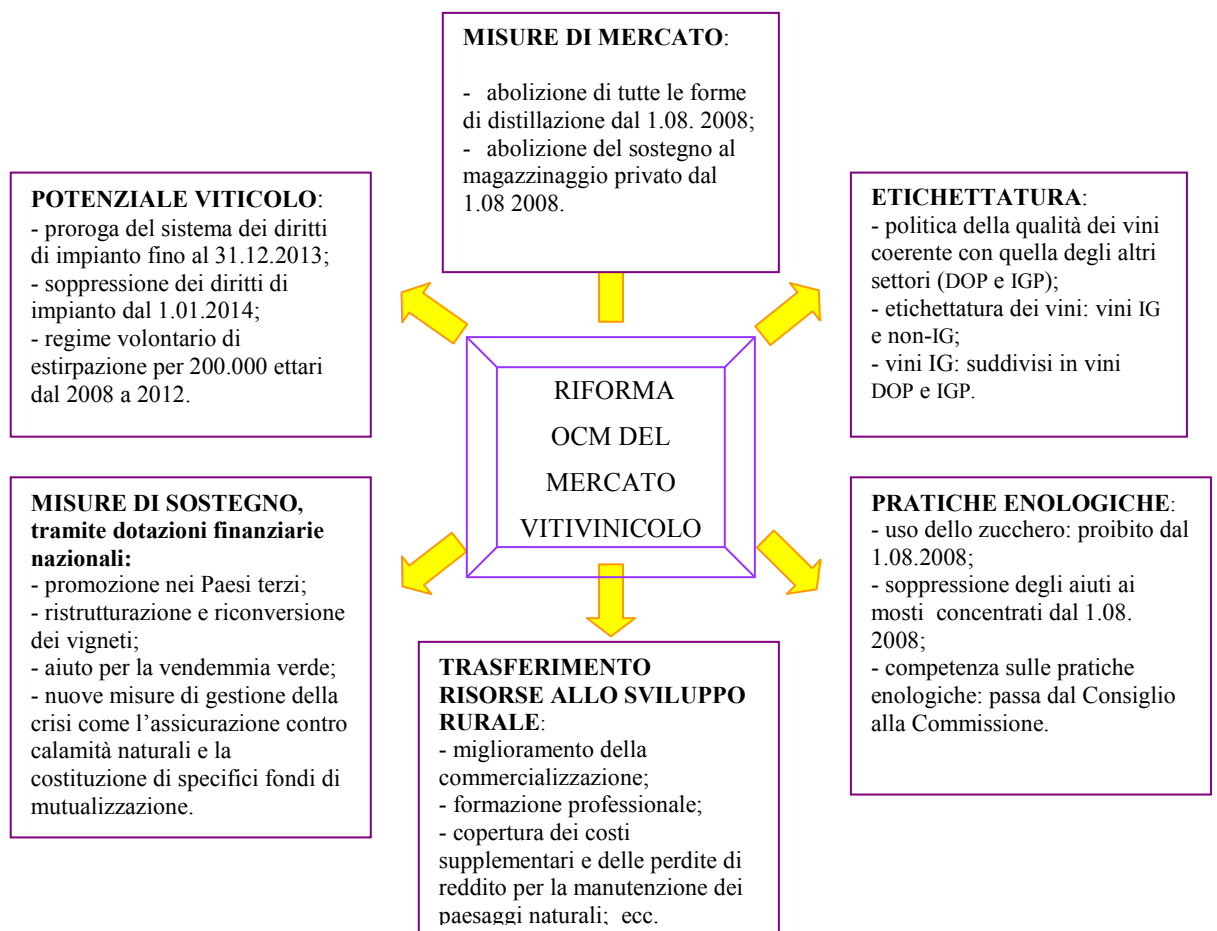 MISURE DI MERCATO:
- abolizione di tutte le forme
di distillazione dal 1.08. 2008;
- abolizione del sostegno al
magazzinaggio privato dal
1.08 2008.
POTENZIALE VITICOLO:
- proroga del sistema dei diritti
di impianto fino al 31.12.2013;
- soppressione dei diritti di
impianto dal 1.01.2014;
- regime volontario di
estirpazione per 200.000 ettari
dal 2008 a 2012.
ETICHETTATURA:
- politica della qualità dei vini
coerente con quella degli altri
settori (DOP e IGP);
- etichettatura dei vini: vini IG
e non-IG;
- vini IG: suddivisi in vini
DOP e IGP.
RIFORMA
OCM DEL
MERCATO
VITIVINICOLO
MISURE DI SOSTEGNO,
tramite dotazioni finanziarie
nazionali:
- promozione nei Paesi terzi;
- ristrutturazione e riconversione
dei vigneti;
- aiuto per la vendemmia verde;
- nuove misure di gestione della
crisi come l'assicurazione contro
calamità naturali e la
costituzione di specifici fondi di
mutualizzazione.
PRATICHE ENOLOGICHE:
- uso dello zucchero: proibito dal
1.08.2008;
- soppressione degli aiuti ai
mosti concentrati dal 1.08.
2008;
- competenza sulle pratiche
enologiche: passa dal Consiglio
alla Commissione.
TRASFERIMENTO
RISORSE ALLO SVILUPPO
RURALE:
- miglioramento della
commercializzazione;
- formazione professionale;
- copertura dei costi
supplementari e delle perdite di
reddito per la manutenzione dei
paesaggi naturali; ecc.